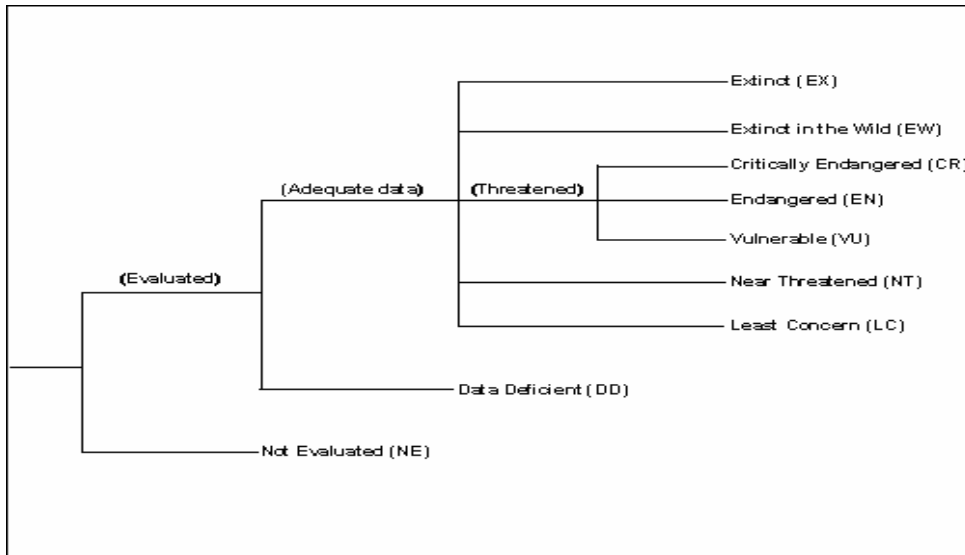 Extinct (EX)
Extinct in the Wild (EW)
Critically Endangered (CR)
(Adequate data)
(Threatened)
Endangered (EN)
Vulnerable (VU)
(Evaluated)
Near Threatened (NT)
Least Concern (LC)
Data Deficient (DD)
Not Evaluated (NE)